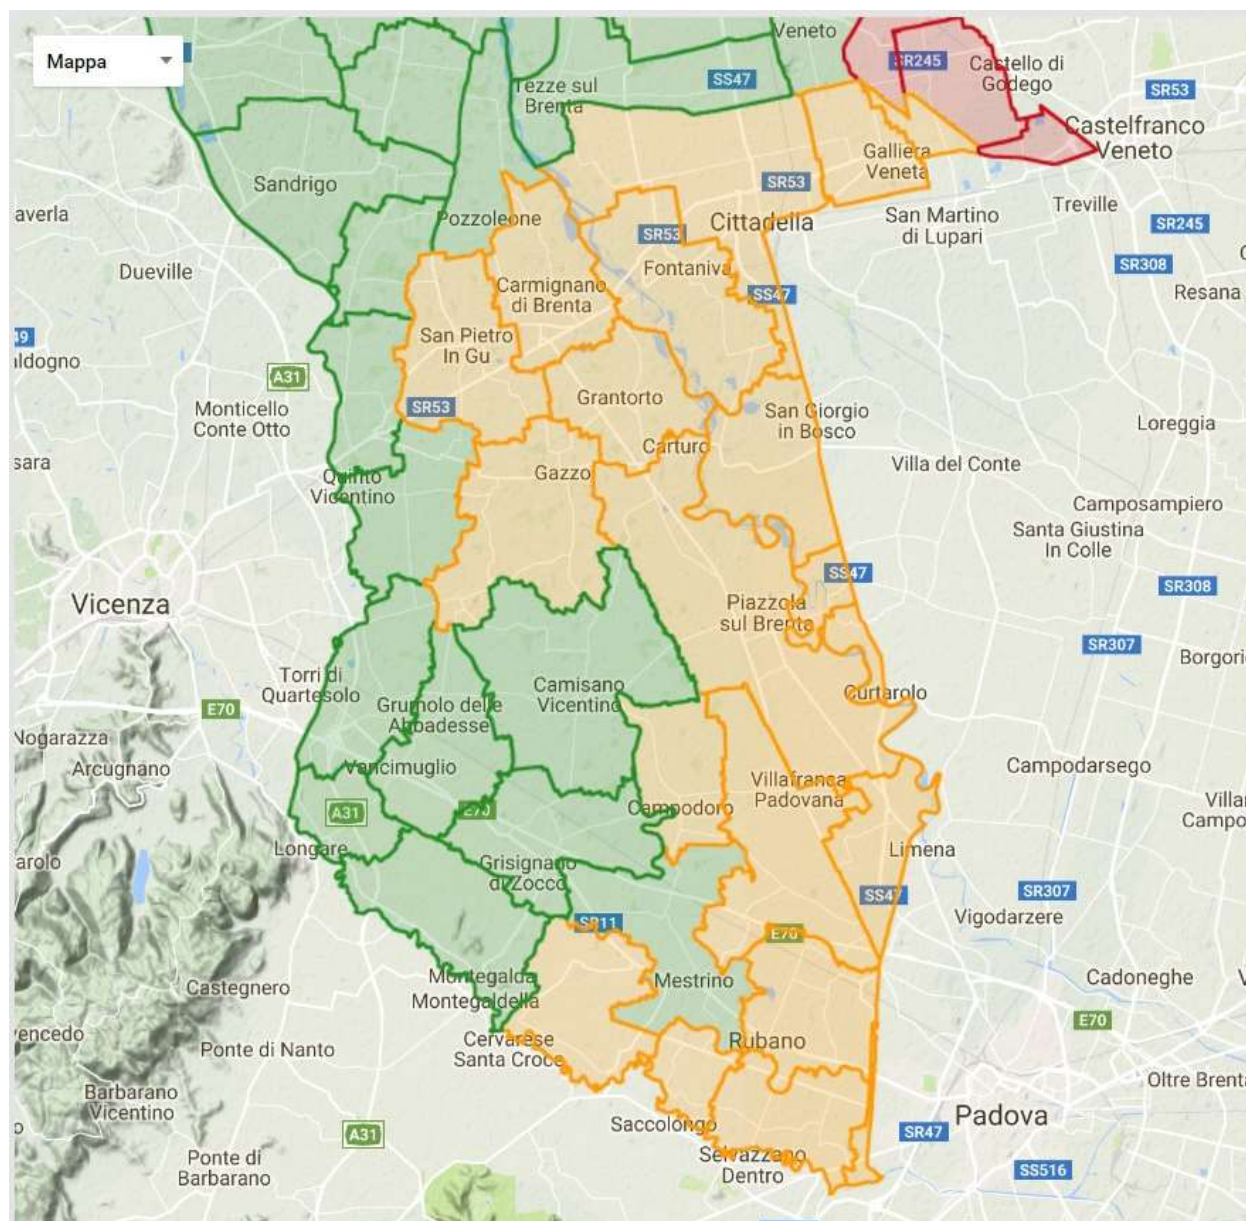 Mappa
Veneto
SR245
Castello di
Godego
SS47
SR53
Tezze sul
Brenta
Castelfranco
Veneto
Galliera
Veneta
Sandrigo
SR53
averla
Pozzoleone
Cittadella
San Martino
di Lupari
Treville
SR245
SR53
Dueville
Fontaniva
SR308
Carmignano
di Brenta
SS47
Resana
49
San Pietro
In Gu
aldogno
A31
Grantorto
Monticello
Conte Otto
SR53
San Giorgio
in Bosco
Loreggia
Carturo
sara
Villa del Conte
Gazzo
Quinto
Vicentino
Camposampiero
Santa Giustina
In Colle
SS47
SR308
Vicenza
Piazzola
sul Brenta
SR307
Borgori
Torri di
Quartesolo
Camisano
Vicentino
Curtarolo
E70
Grumolo delle
Abbadesse
Nogarazza
Arcugnano
Vancimuglio
Campodarsego
Villafranca
Padovana
Villa
Campo
A31
E70
Campodoro
Longare
Limena
arolo
Grisignano
di Zocco
SS47
SR307
Vigodarzere
SR11
E70
Montegalda
Mestrino
Cadoneghe
V
Castegnero
Montegaldella
vencedo
E70
Ponte di Nanto
Cervarese
Santa Croce
Rubano
Oltre Brenta
Barbarano
Vicentino
Padova
Saccolongo
A31
SR47
Ponte di
Barbarano
Selvazzano
Dentro
SS516